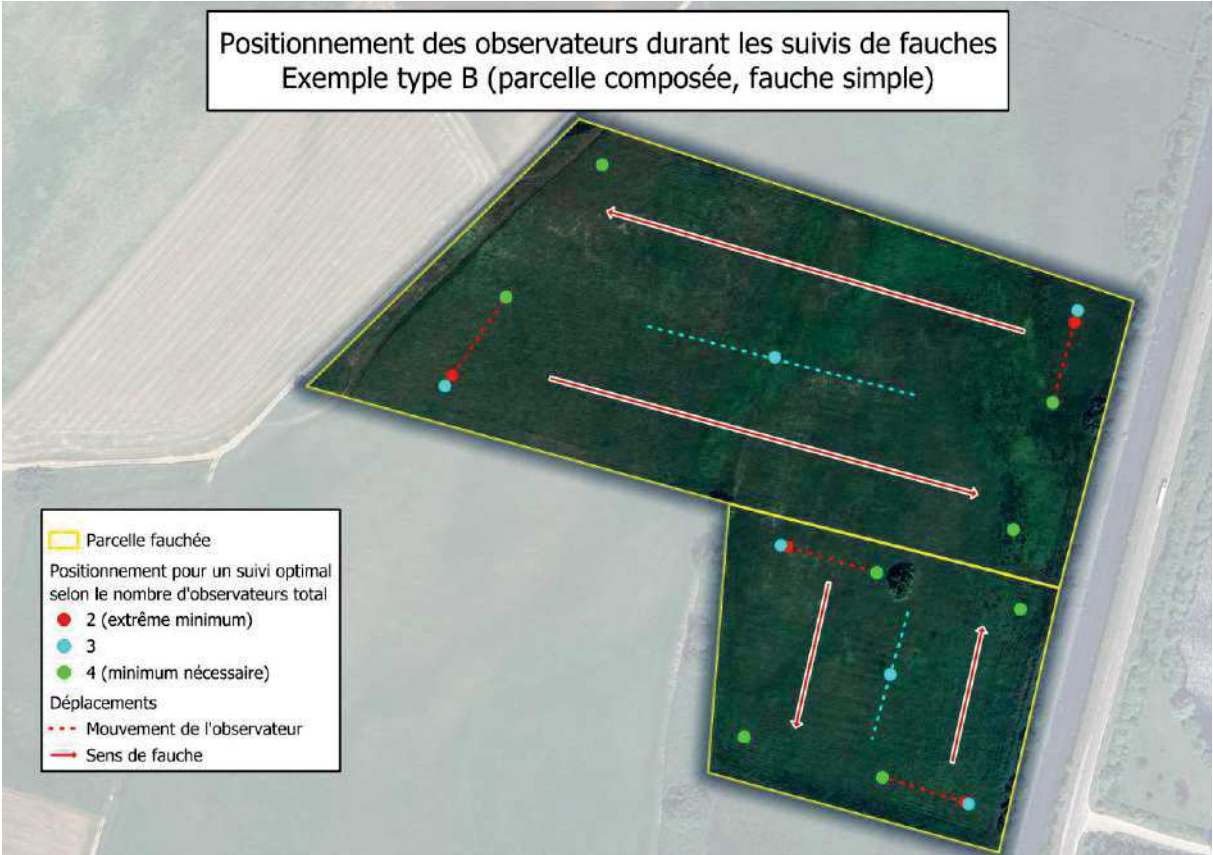 Positionnement des observateurs durant les suivis de fauches
Exemple type B (parcelle composée, fauche simple)
Parcelle fauchée
Positionnement pour un suivi optimal
selon le nombre d'observateurs total
2 (extrême minimum)
3
4 (minimum nécessaire)
Déplacements
Mouvement de l'observateur
Sens de fauche